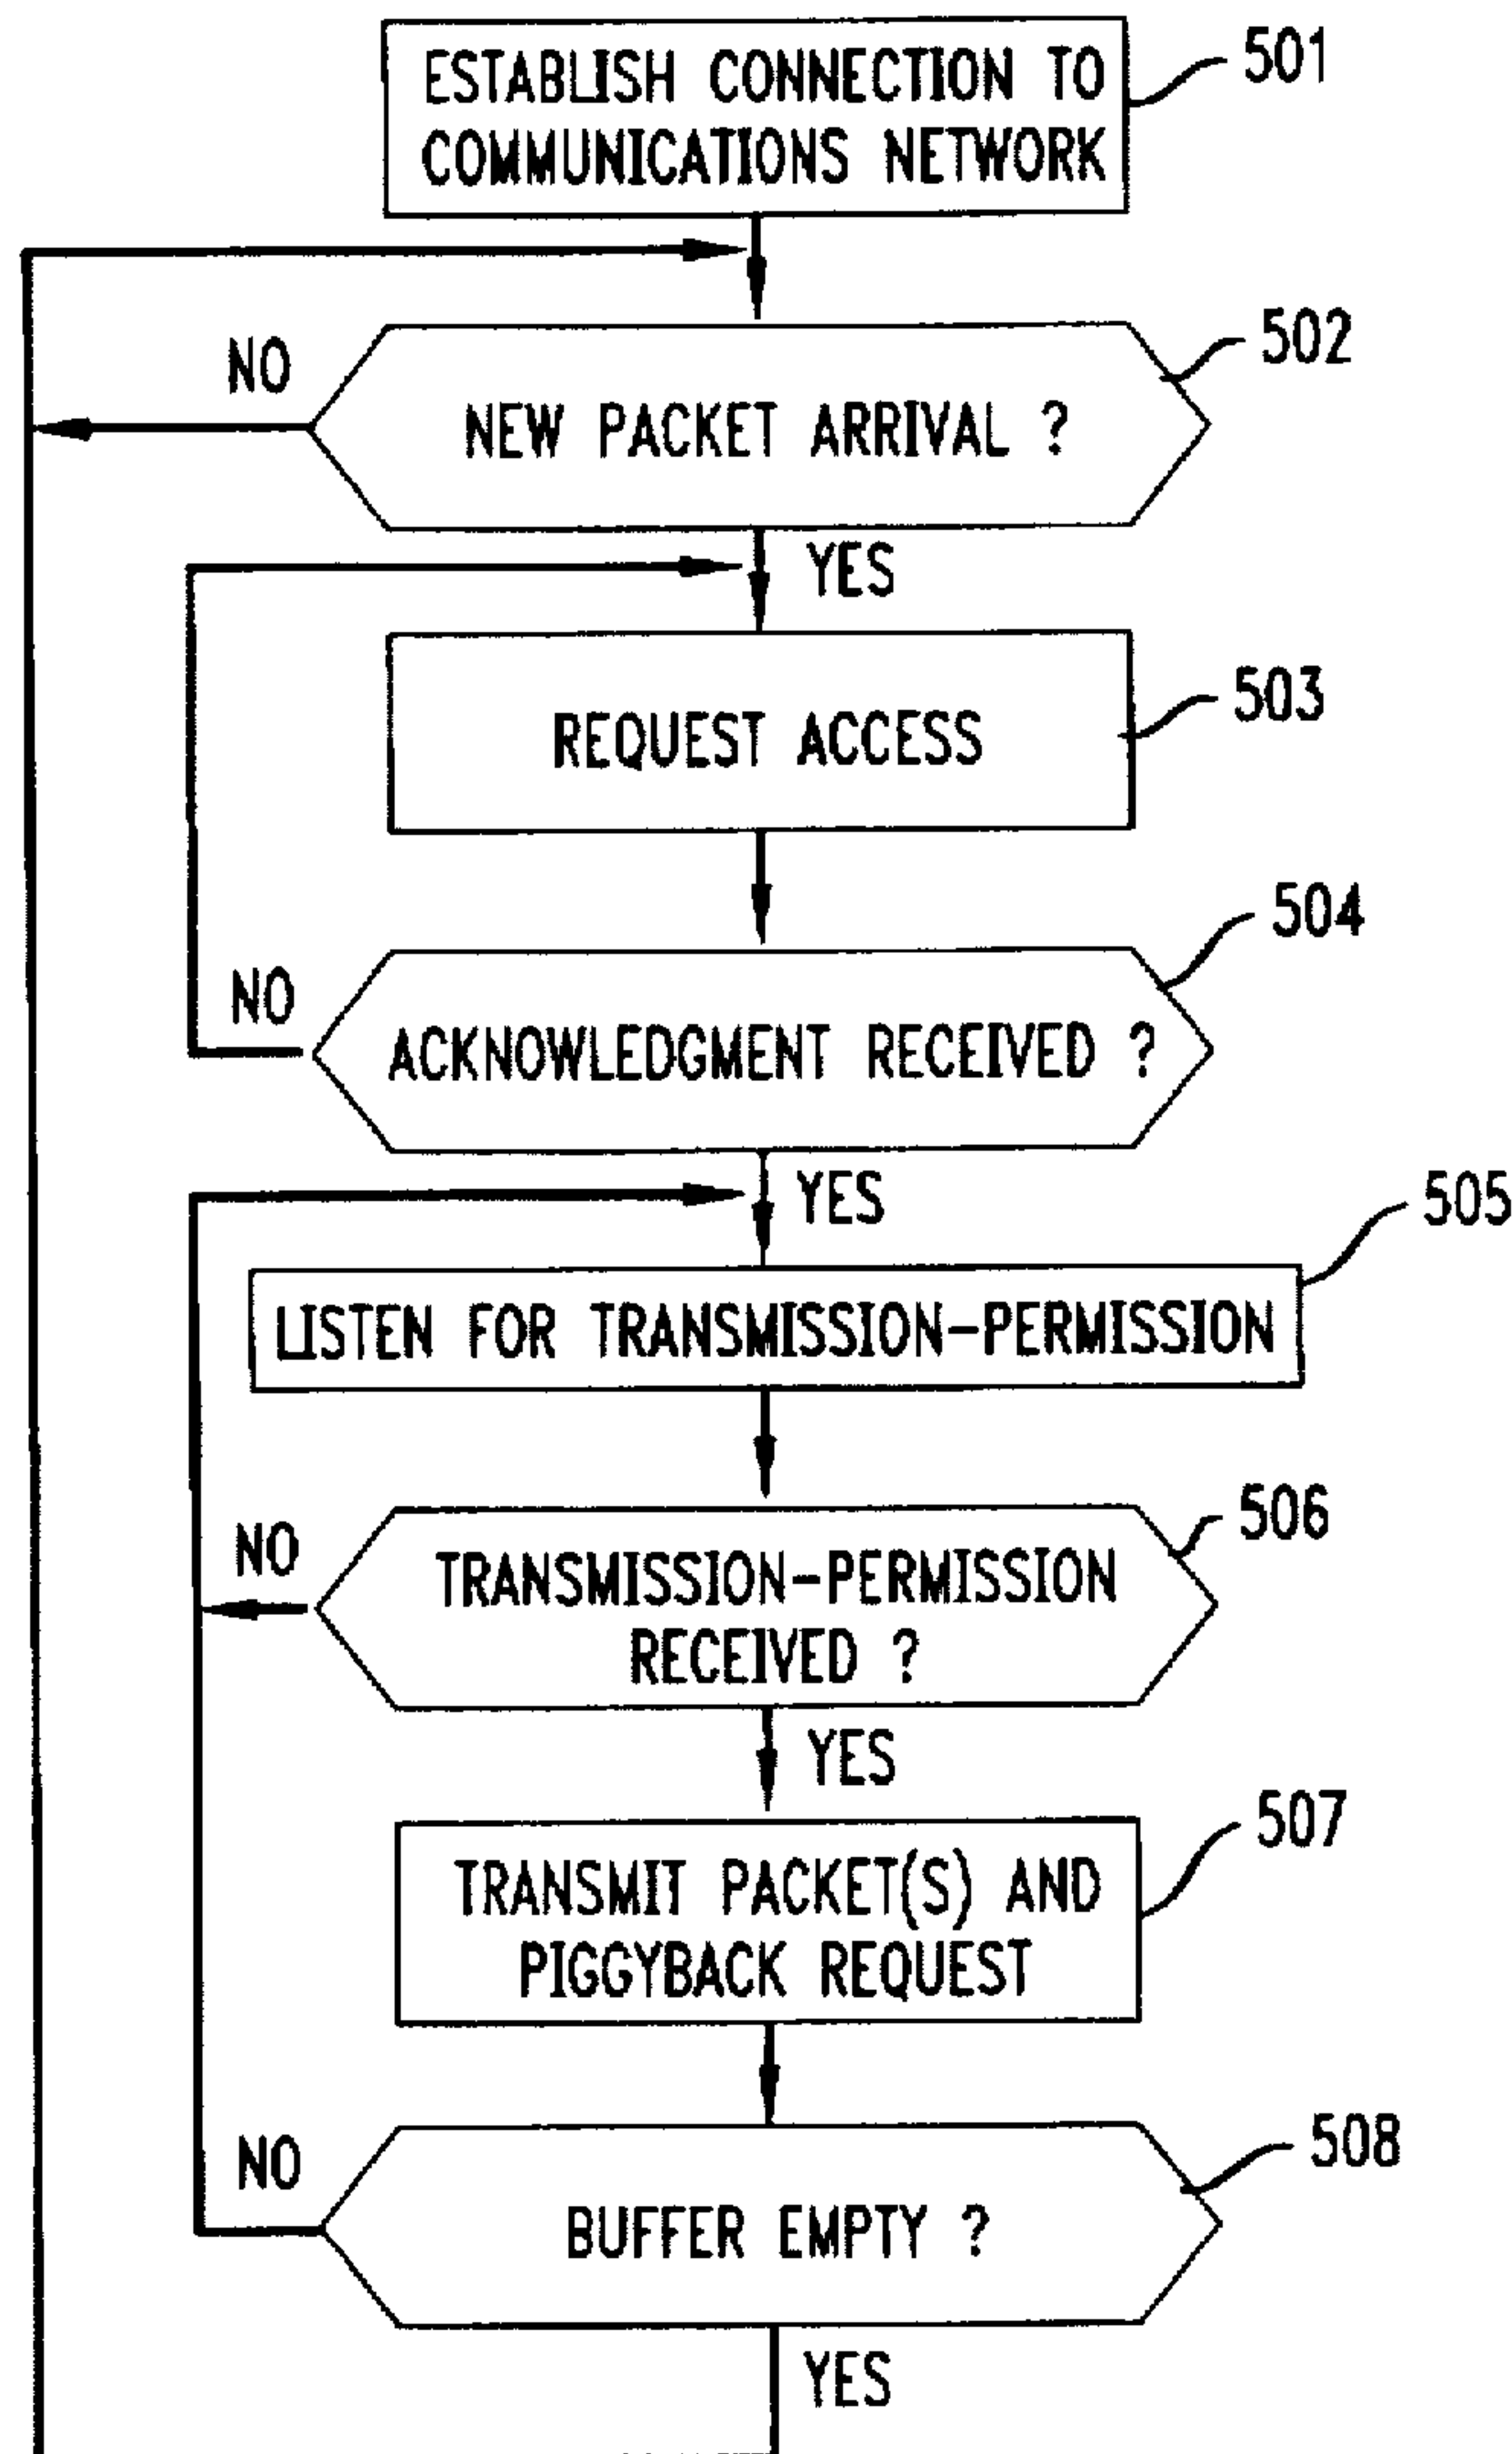 ESTABLISH CONNECTION TO
COMMUNICATIONS NETWORK
501
NEW PACKET ARRIVAL ?
502
NO
YES
REQUEST ACCESS
503
ACKNOWLEDGMENT RECEIVED ?
504
NO
YES
LISTEN FOR TRANSMISSION-PERMISSION
505
TRANSMISSION-PERMISSION
RECEIVED ?
506
NO
YES
TRANSMIT PACKET(S) AND
PIGGYBACK REQUEST
507
BUFFER EMPTY ?
508
NO
YES